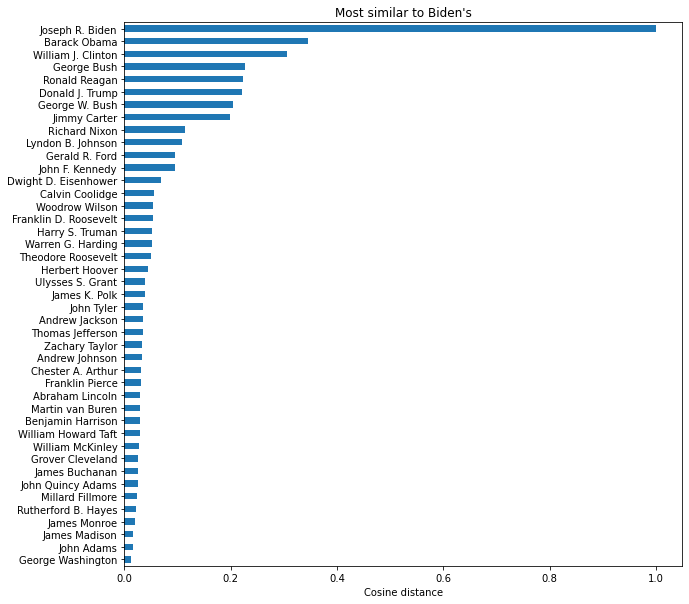 Most similar to Biden's
Joseph R. Biden
Barack Obama
William J. Clinton
George Bush
Ronald Reagan
Donald J. Trump
George W. Bush
Jimmy Carter
Richard Nixon
Lyndon B. Johnson
Gerald R. Ford
John F. Kennedy
Dwight D. Eisenhower
Calvin Coolidge
Woodrow Wilson
Franklin D. Roosevelt
Harry S. Truman
Warren G. Harding
Theodore Roosevelt
Herbert Hoover
Ulysses S. Grant
James K. Polk
John Tyler
Andrew Jackson
Thomas Jefferson
Zachary Taylor
Andrew Johnson
Chester A. Arthur
Franklin Pierce
Abraham Lincoln
Martin van Buren
Benjamin Harrison
William Howard Taft
William McKinley
Grover Cleveland
James Buchanan
John Quincy Adams
Millard Fillmore
Rutherford B. Hayes
James Monroe
James Madison
John Adams
George Washington
0.0 0.2 0.4 0.6 0.8 1.0
Cosine distance